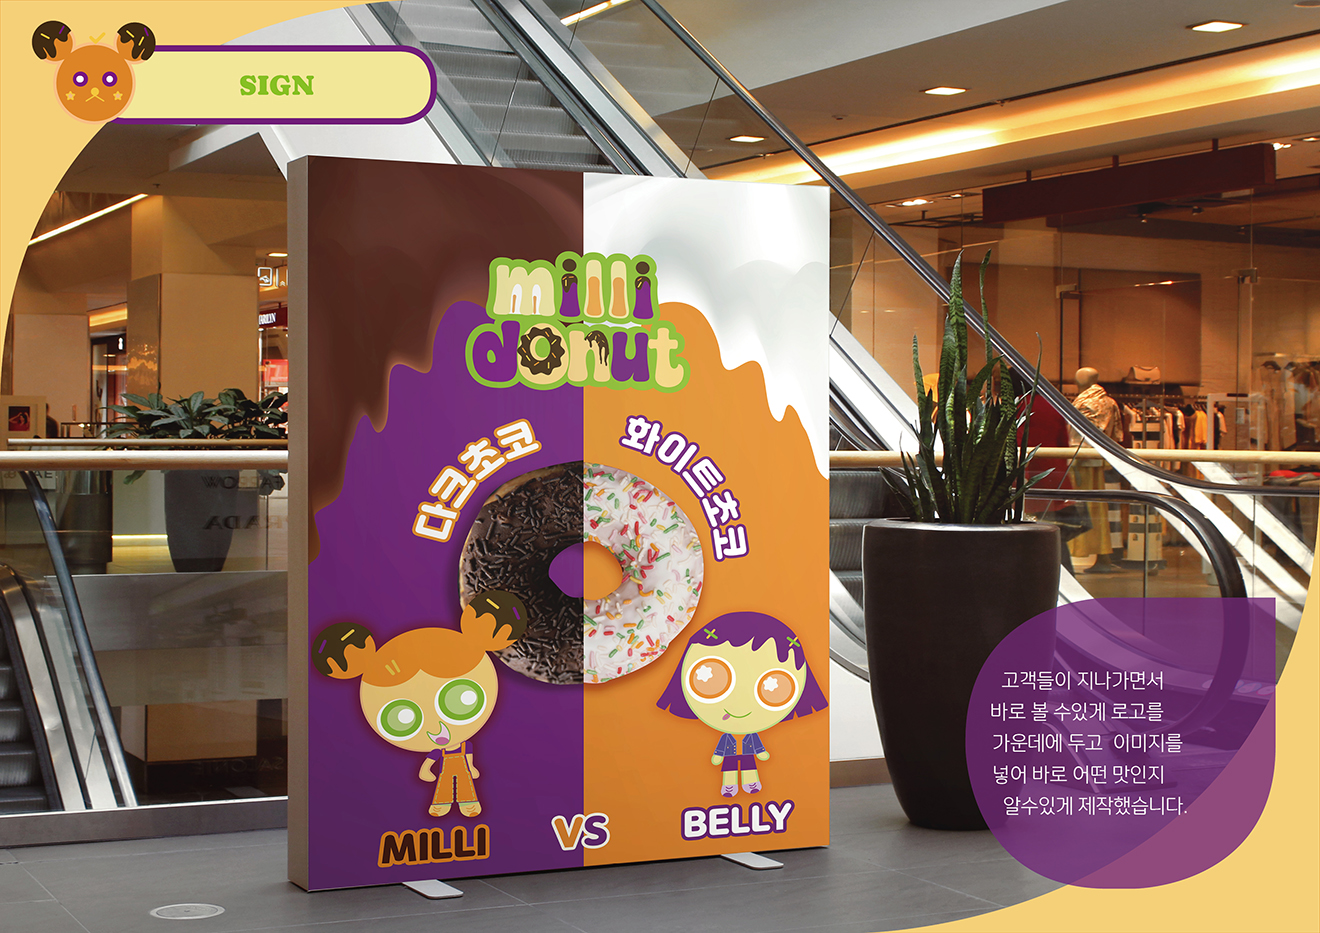 SIGN
milli
donut
다크초코
화이트초코
MILLI
VS
BELLY
고객들이 지나가면서
바로 볼 수있게 로고를
가운데에 두고 이미지를
넣어 바로 어떤 맛인지
알수있게 제작했습니다.